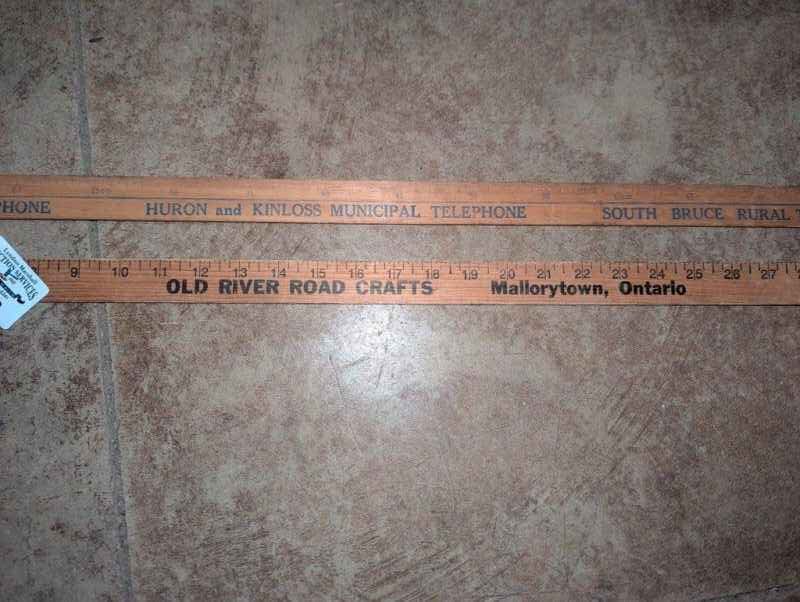 PHONE HURON and KINLOSS MUNICIPAL TELEPHONE SOUTH BRUCE RURAL T
9 10 11 12 13 14 15 16 17 18 19 20 21 22 23 24 25 26 27
OLD RIVER ROAD CRAFTS Mallorytown, Ontario